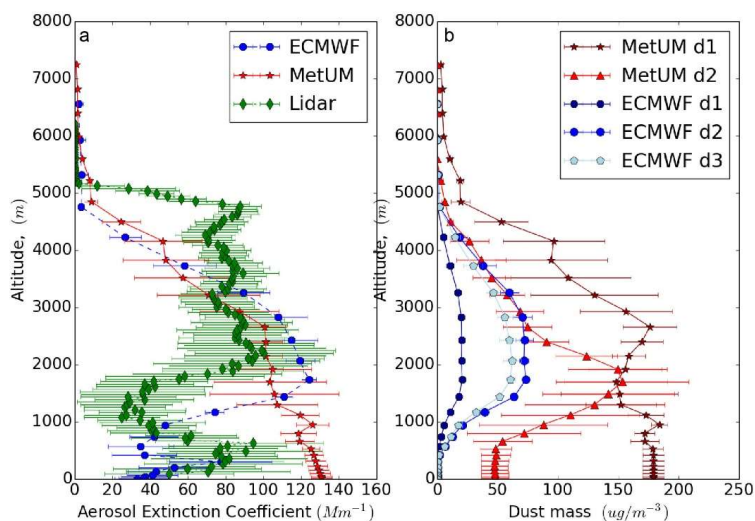 a
b
ECMWF
MetUM
Lidar
MetUM d1
MetUM d2
ECMWF d1
ECMWF d2
ECMWF d3
Altitude, (m)
8000
7000
6000
5000
4000
3000
2000
1000
0
0 20 40 60 80 100 120 140 160
Aerosol Extinction Coefficient (Mm⁻¹)
Altitude, (m)
8000
7000
6000
5000
4000
3000
2000
1000
0
0 50 100 150 200 250
Dust mass (ug/m⁻³)